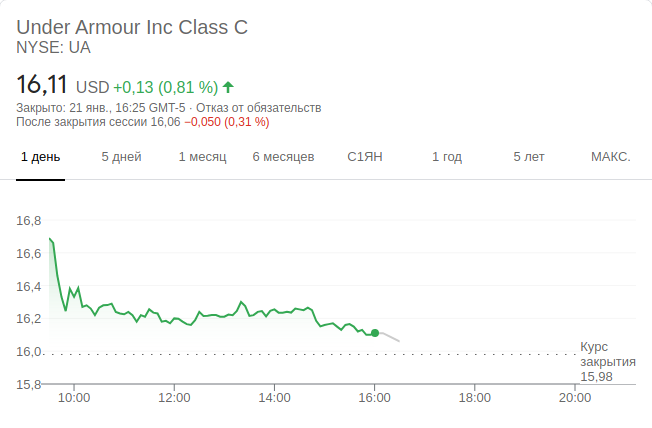 Under Armour Inc Class C
NYSE: UA
16,11 USD +0,13 (0,81 %)
Закрыто: 21 янв., 16:25 GMT-5 · Отказ от обязательств
После закрытия сессии 16,06 −0,050 (0,31 %)
1 день 5 дней 1 месяц 6 месяцев С1ЯН 1 год 5 лет МАКС.
16,8
16,6
16,4
16,2
16,0
15,8
Курс
закрытия
15,98
10:00 12:00 14:00 16:00 18:00 20:00